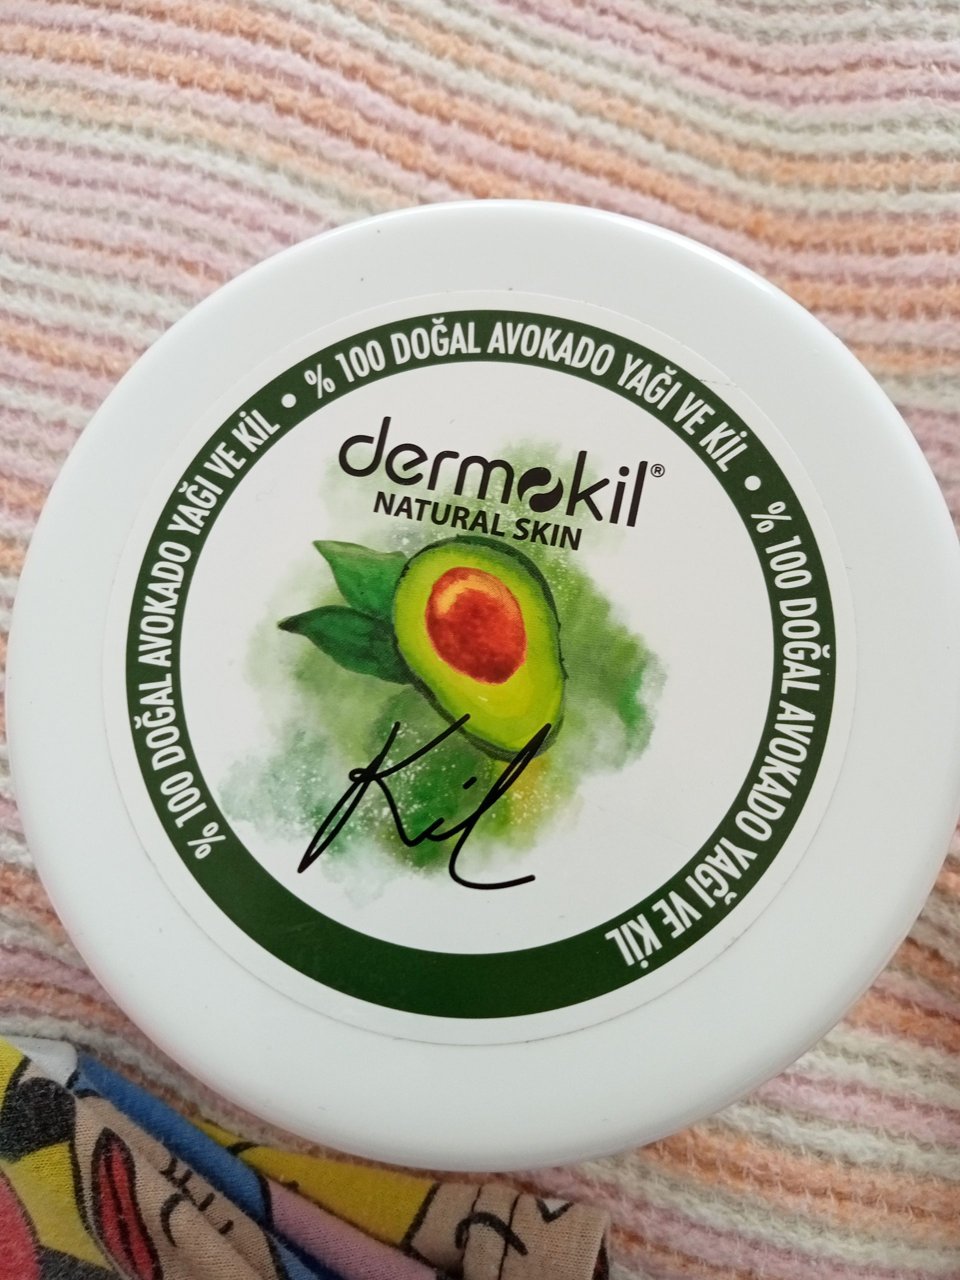 % 100 DOĞAL AVOKADO YAĞI VE KİL • % 100 DOĞAL AVOKADO YAĞI VE KİL • % 100 DOĞAL AVOKADO YAĞI VE KİL
dermokil®
NATURAL SKIN
Kil